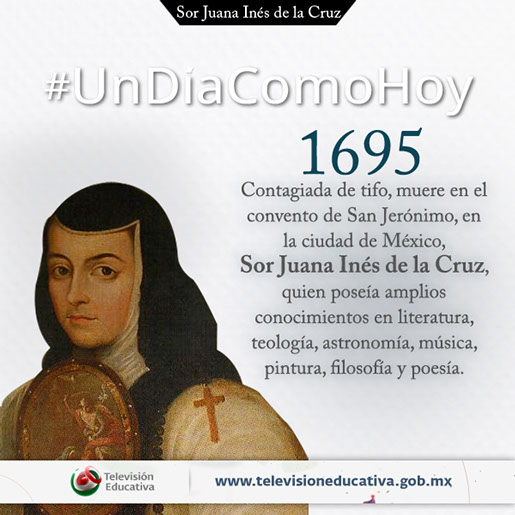 Sor Juana Inés de la Cruz
#UnDiaComoHoy
1695
Contagiada de tifo, muere en el
convento de San Jerónimo, en
la ciudad de México,
Sor Juana Inés de la Cruz,
quien poseía amplios
conocimientos en literatura,
teología, astronomía, música,
pintura, filosofía y poesía.
Televisión
Educativa
www.televisioneducativa.gob.mx